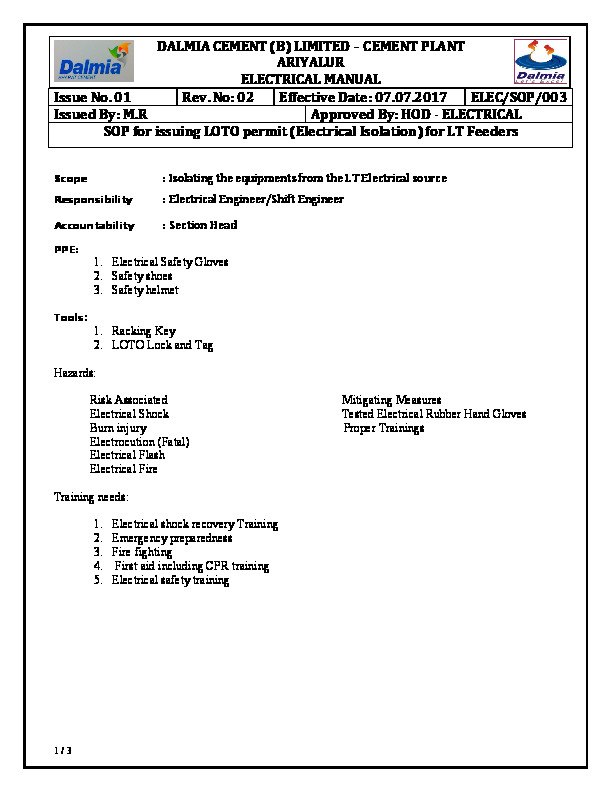 DALMIA CEMENT (B) LIMITED – CEMENT PLANT
ARIYALUR
ELECTRICAL MANUAL
Dalmia
BHARAT CEMENT
Dalmia
Let's Excel
Issue No. 01 Rev. No: 02 Effective Date: 07.07.2017 ELEC/SOP/003
Issued By: M.R Approved By: HOD - ELECTRICAL
SOP for issuing LOTO permit (Electrical Isolation) for LT Feeders
Scope : Isolating the equipments from the LT Electrical source
Responsibility : Electrical Engineer/Shift Engineer
Accountability : Section Head
PPE:
1. Electrical Safety Gloves
2. Safety shoes
3. Safety helmet
Tools:
1. Racking Key
2. LOTO Lock and Tag
Hazards:
Risk Associated Mitigating Measures
Electrical Shock Tested Electrical Rubber Hand Gloves
Burn injury Proper Trainings
Electrocution (Fatal)
Electrical Flash
Electrical Fire
Training needs:
1. Electrical shock recovery Training
2. Emergency preparedness
3. Fire fighting
4. First aid including CPR training
5. Electrical safety training
1 / 3